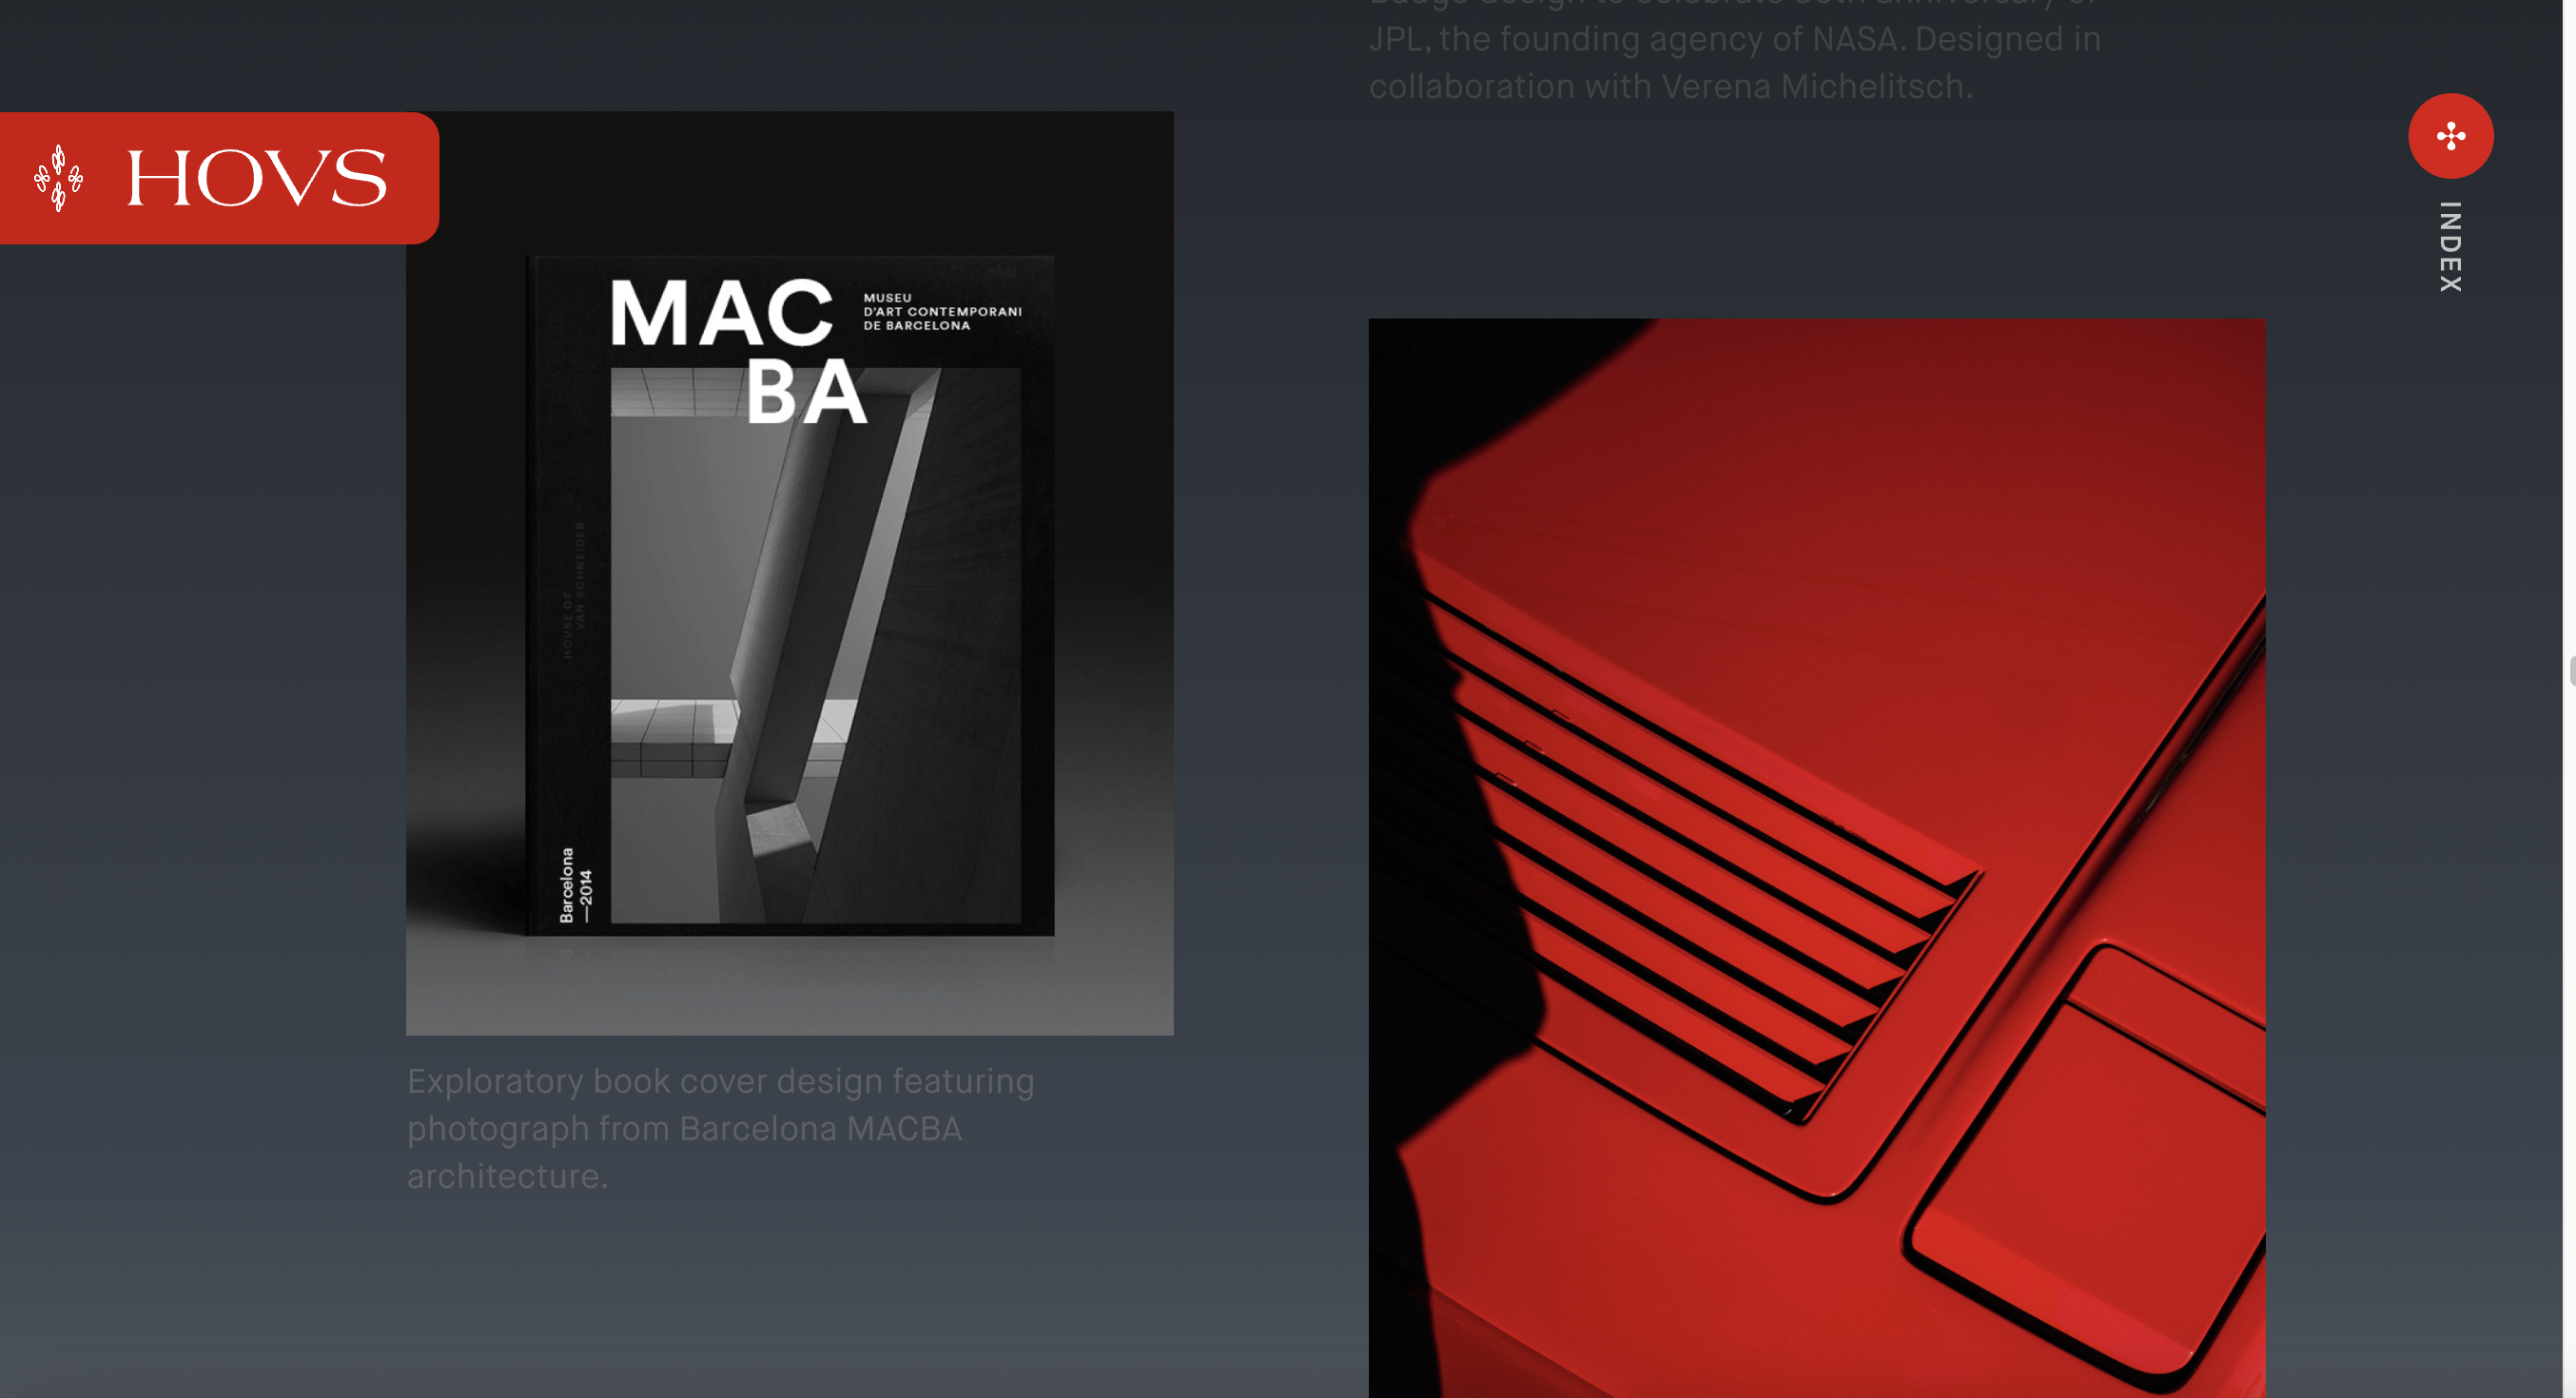 JPL, the founding agency of NASA. Designed in
collaboration with Verena Michelitsch.
HOVS
INDEX
MAC
BA
MUSEU
D'ART CONTEMPORANI
DE BARCELONA
HOUSE OF
VAN SCHNEIDER
Barcelona
—2014
Exploratory book cover design featuring
photograph from Barcelona MACBA
architecture.